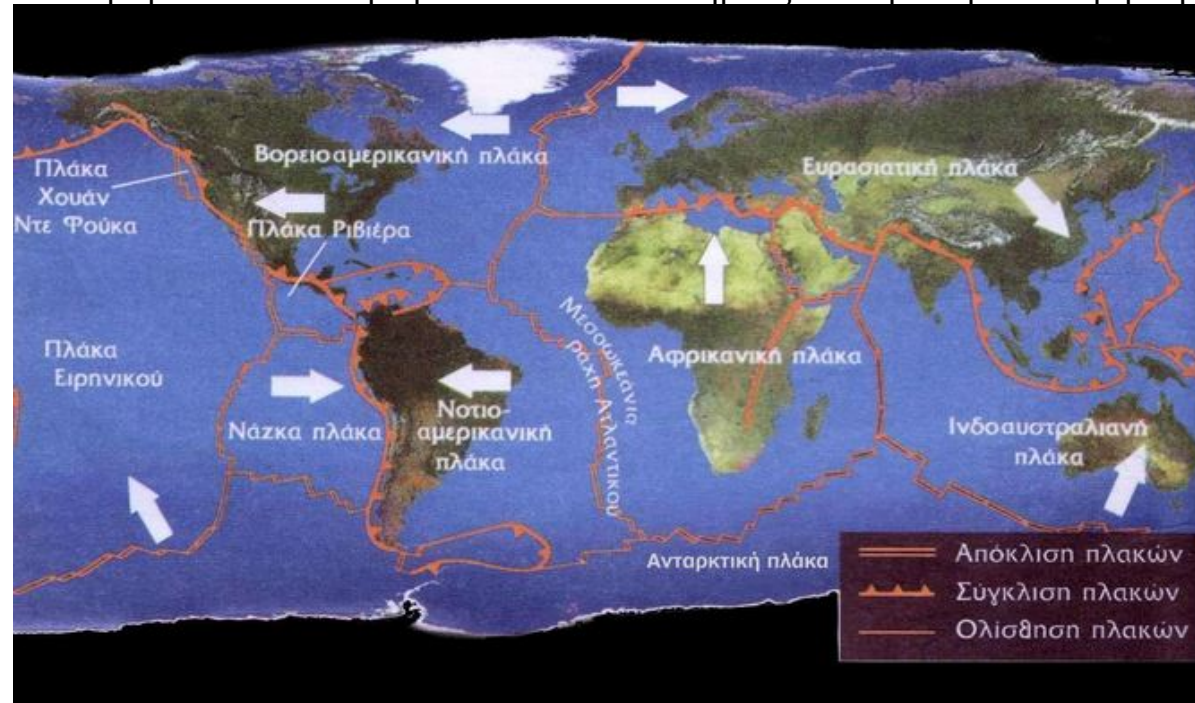 Βορειοαμερικανική πλάκα
Πλάκα
Χουάν
Ντε Φούκα
Πλάκα Ριβιέρα
Ευρασιατική πλάκα
Μεσοωκεάνια
ράχη Ατλαντικού
Αφρικανική πλάκα
Πλάκα
Ειρηνικού
Νάζκα πλάκα
Νοτιο-
αμερικανική
πλάκα
Ινδοαυστραλιανή
πλάκα
Ανταρκτική πλάκα
Απόκλιση πλακών
Σύγκλιση πλακών
Ολίσθηση πλακών